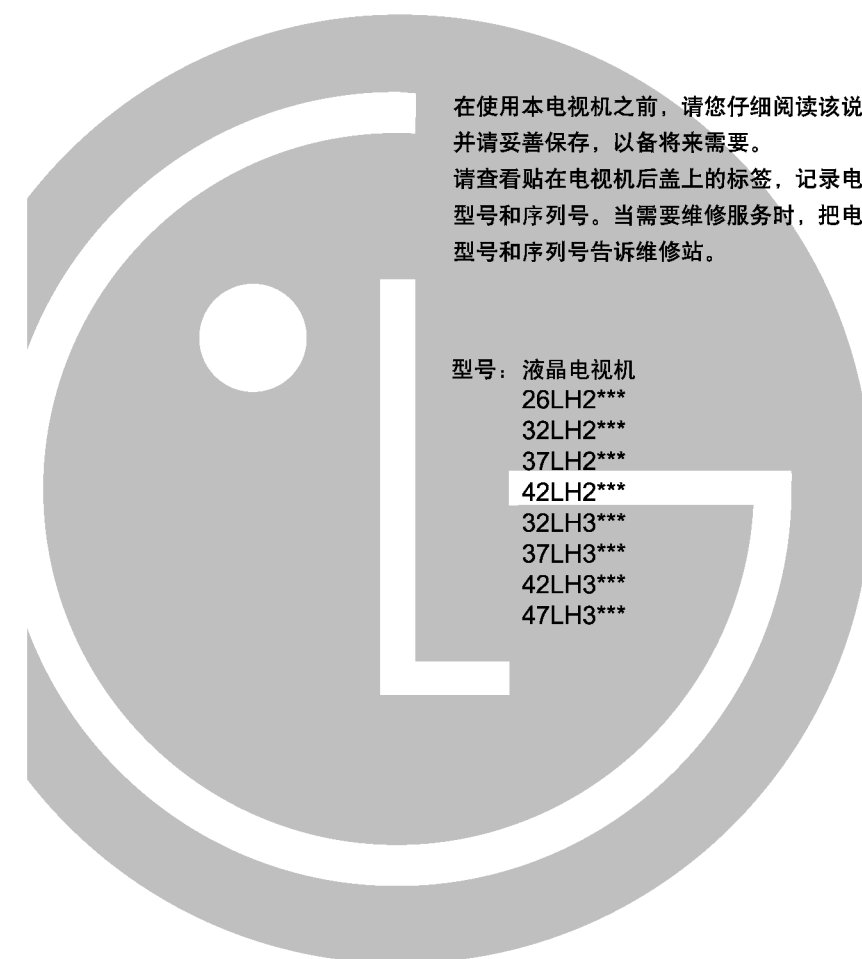 在使用本电视机之前，请您仔细阅读该说
并请妥善保存，以备将来需要。
请查看贴在电视机后盖上的标签，记录电
型号和序列号。当需要维修服务时，把电
型号和序列号告诉维修站。
型号：液晶电视机
26LH2***
32LH2***
37LH2***
42LH2***
32LH3***
37LH3***
42LH3***
47LH3***